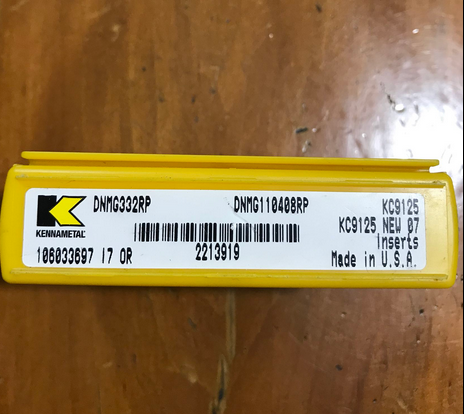 DNMG332RP DNMG110408RP KC9125
KC9125 NEW 07
KENNAMETAL Inserts
106033697 17 OR 2213919 Made in U.S.A.